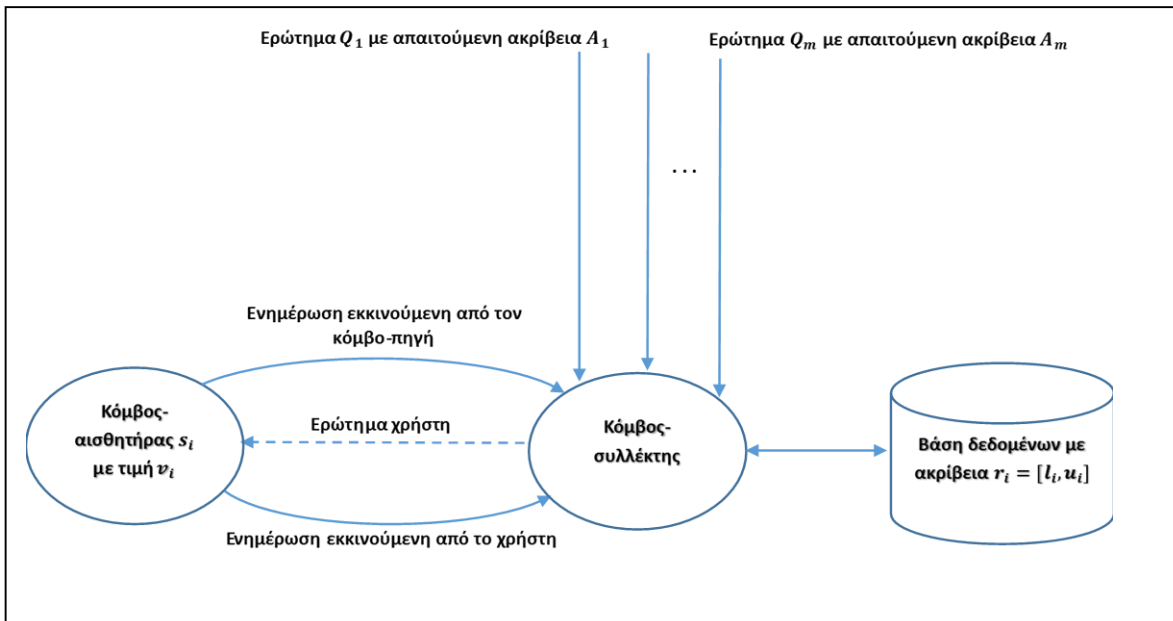 Ερώτημα Q₁ με απαιτούμενη ακρίβεια A₁
Ερώτημα Qₘ με απαιτούμενη ακρίβεια Aₘ
...
Ενημέρωση εκκινούμενη από τον
κόμβο-πηγή
Κόμβος-
αισθητήρας sᵢ
με τιμή vᵢ
Ερώτημα χρήστη
Κόμβος-
συλλέκτης
Βάση δεδομένων με
ακρίβεια rᵢ = [lᵢ, uᵢ]
Ενημέρωση εκκινούμενη από το χρήστη